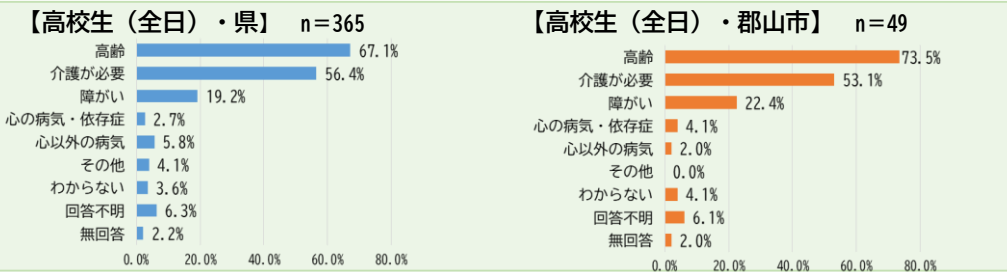 【高校生（全日）・県】　n＝365
高齢 67.1%
介護が必要 56.4%
障がい 19.2%
心の病気・依存症 2.7%
心以外の病気 5.8%
その他 4.1%
わからない 3.6%
回答不明 6.3%
無回答 2.2%
0.0% 20.0% 40.0% 60.0% 80.0%
【高校生（全日）・郡山市】　n＝49
高齢 73.5%
介護が必要 53.1%
障がい 22.4%
心の病気・依存症 4.1%
心以外の病気 2.0%
その他 0.0%
わからない 4.1%
回答不明 6.1%
無回答 2.0%
0.0% 20.0% 40.0% 60.0% 80.0%